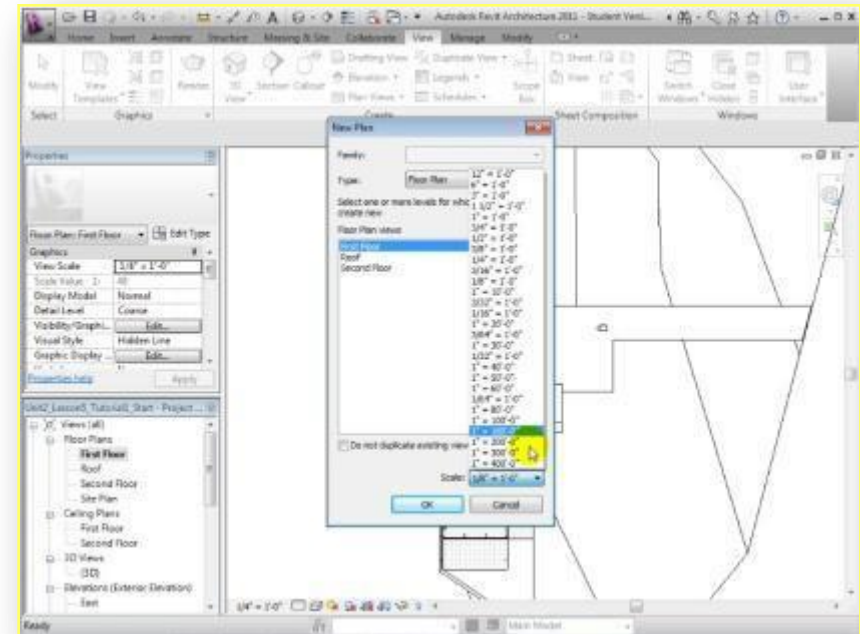 Autodesk Revit Architecture 2011 - Student Versi...
Home Insert Annotate Structure Massing & Site Collaborate View Manage Modify
Modify
View Templates
Render
3D View
Section
Callout
Drafting View
Duplicate View
Elevation
Legends
Plan Views
Schedules
Scope Box
Sheet
View
Switch Windows
Close Hidden
User Interface
Select
Graphics
Create
Sheet Composition
Windows
Properties
Floor Plan: First Floor
Edit Type
Graphics
View Scale 1/4" = 1'-0"
Scale Value 1: 48
Display Model Normal
Detail Level Coarse
Visibility/Graphi... Edit...
Visual Style Hidden Line
Graphic Display ... Edit...
Properties help
Apply
Unit2_Lesson5_Tutorial1_Start - Project ...
Views (all)
Floor Plans
First Floor
Roof
Second Floor
Site Plan
Ceiling Plans
First Floor
Second Floor
3D Views
{3D}
Elevations (Exterior Elevation)
East
New Plan
Family:
Type:
Floor Plan
Select one or more levels for whic
create new
Floor Plan views
First Floor
Roof
Second Floor
12" = 1'-0"
6" = 1'-0"
3" = 1'-0"
1 1/2" = 1'-0"
1" = 1'-0"
3/4" = 1'-0"
1/2" = 1'-0"
3/8" = 1'-0"
1/4" = 1'-0"
3/16" = 1'-0"
1/8" = 1'-0"
1" = 10'-0"
3/32" = 1'-0"
1/16" = 1'-0"
1" = 20'-0"
3/64" = 1'-0"
1" = 30'-0"
1/32" = 1'-0"
1" = 40'-0"
1" = 50'-0"
1" = 60'-0"
1/64" = 1'-0"
1" = 80'-0"
1" = 100'-0"
1" = 160'-0"
1" = 200'-0"
1" = 300'-0"
1" = 400'-0"
Do not duplicate existing view
Scale: 1/8" = 1'-0"
OK
Cancel
1/4" = 1'-0"
Ready
Main Model